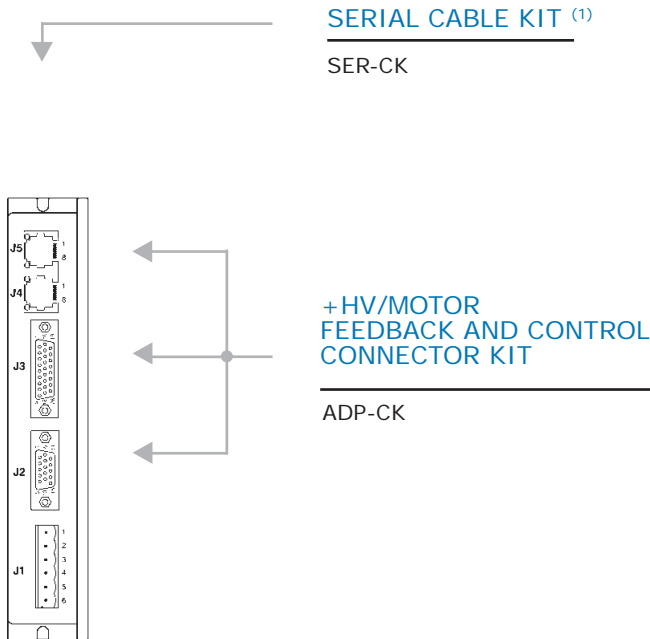 SERIAL CABLE KIT (1)
SER-CK
J5
1
8
J4
1
6
+HV/MOTOR
FEEDBACK AND CONTROL
CONNECTOR KIT
J3
ADP-CK
J2
J1
1
2
3
4
5
6